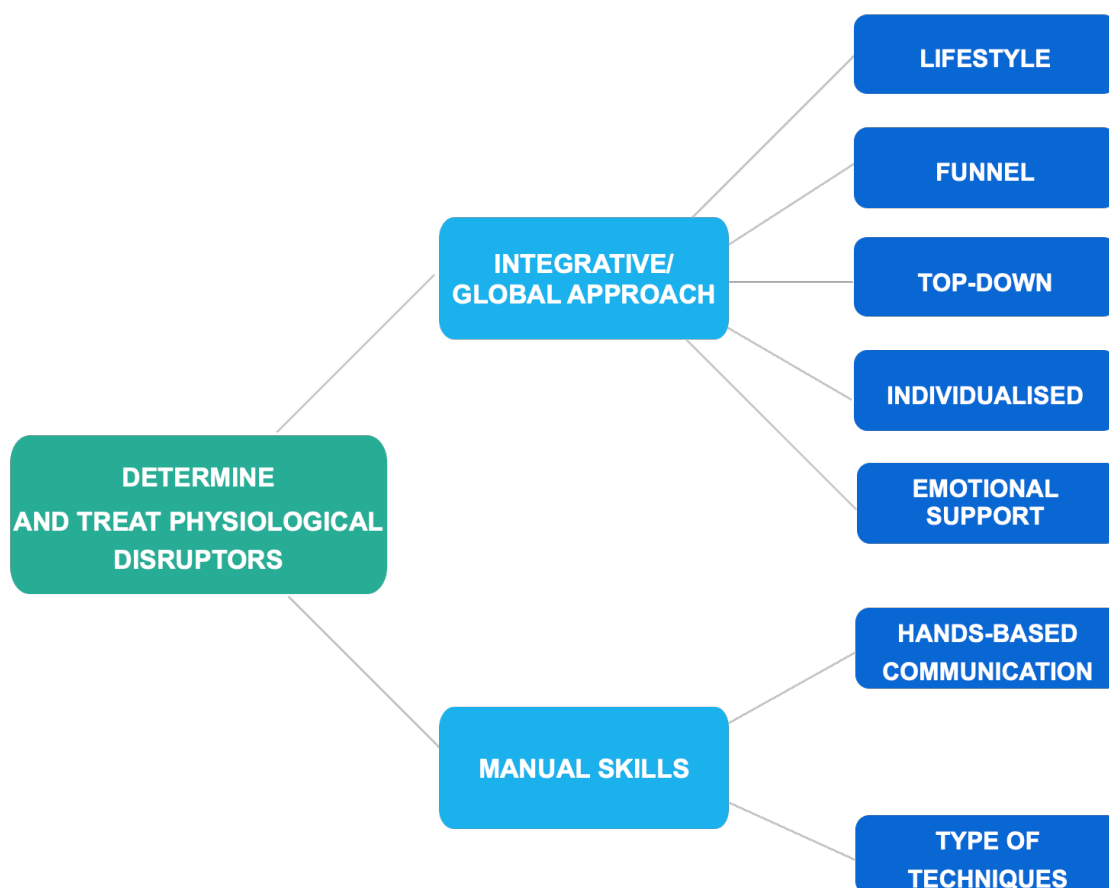 LIFESTYLE
FUNNEL
INTEGRATIVE/
GLOBAL APPROACH
TOP-DOWN
INDIVIDUALISED
DETERMINE
AND TREAT PHYSIOLOGICAL
DISRUPTORS
EMOTIONAL
SUPPORT
HANDS-BASED
COMMUNICATION
MANUAL SKILLS
TYPE OF
TECHNIQUES